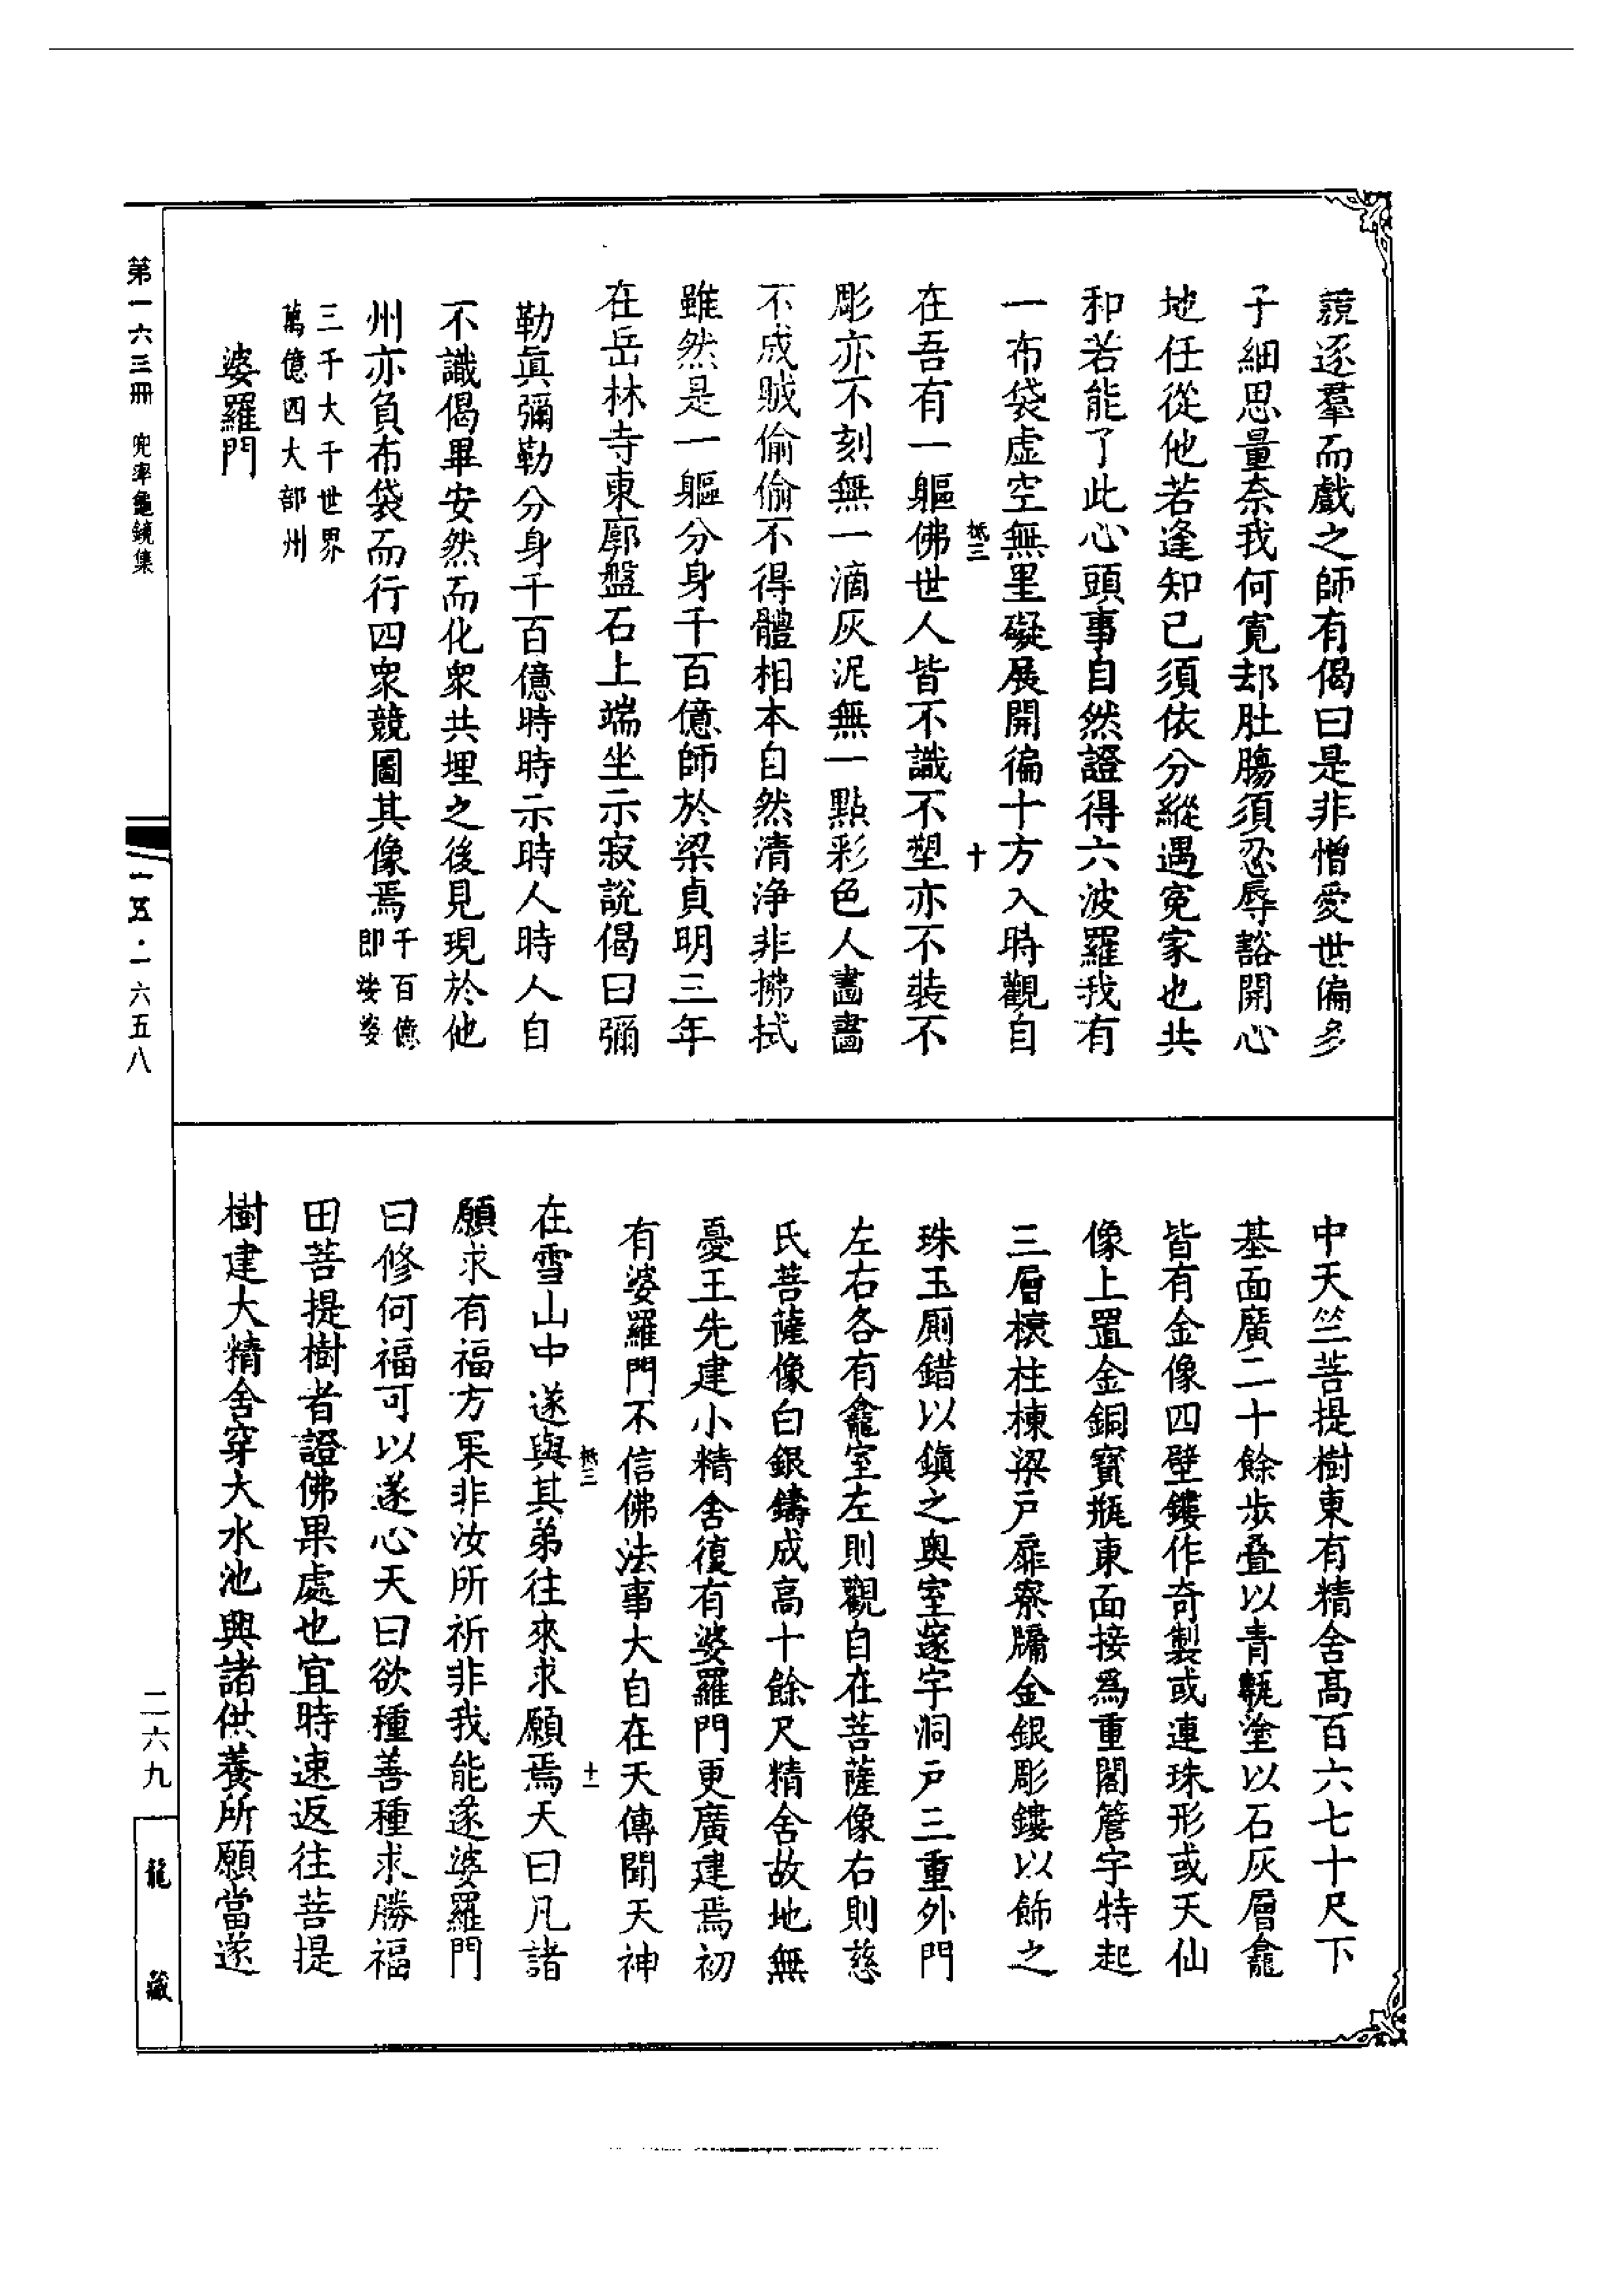 競逐羣而戲之師有偈曰是非憎愛世偏多
子細思量奈我何寬却肚膓須忍辱豁開心
地任從他若逢知己須依分縱遇冤家也共
和若能了此心頭事自然證得六波羅我有
一布袋虛空無罣礙展開徧十方入時觀自
秪三 十
在吾有一軀佛世人皆不識不塑亦不裝不
彫亦不刻無一滴灰泥無一點彩色人畵畵
不成賊偷偷不得體相本自然清淨非拂拭
雖然是一軀分身千百億師於梁貞明三年
在岳林寺東廓盤石上端坐示寂說偈曰彌
勒眞彌勒分身千百億時時示時人時人自
不識偈畢安然而化衆共埋之後見現於他
州亦負布袋而行四衆競圖其像焉千百億
即娑婆
三千大千世界
萬億四大部州
婆羅門
中天竺菩提樹東有精舍高百六七十尺下
基面廣二十餘步疊以青甎塗以石灰層龕
皆有金像四壁鏤作奇製或連珠形或天仙
像上置金銅寶瓶東面接爲重閣簷宇特起
三層榱柱棟梁戸扉寮牖金銀彫鏤以飾之
珠玉厠錯以鎭之奥室邃宇洞戸三重外門
左右各有龕室左則觀自在菩薩像右則慈
氏菩薩像白銀鑄成高十餘尺精舍故地無
憂王先建小精舍復有婆羅門更廣建焉初
有婆羅門不信佛法事大自在天傳聞天神
秪三 十一
在雪山中遂與其弟往來求願焉天曰凡諸
願求有福方果非汝所祈非我能遂婆羅門
曰修何福可以遂心天曰欲種善種求勝福
田菩提樹者證佛果處也宜時速返往菩提
樹建大精舍穿大水池興諸供養所願當遂
第一六三冊 兜率龜鏡集
一五·一六五八
二六九
龍藏